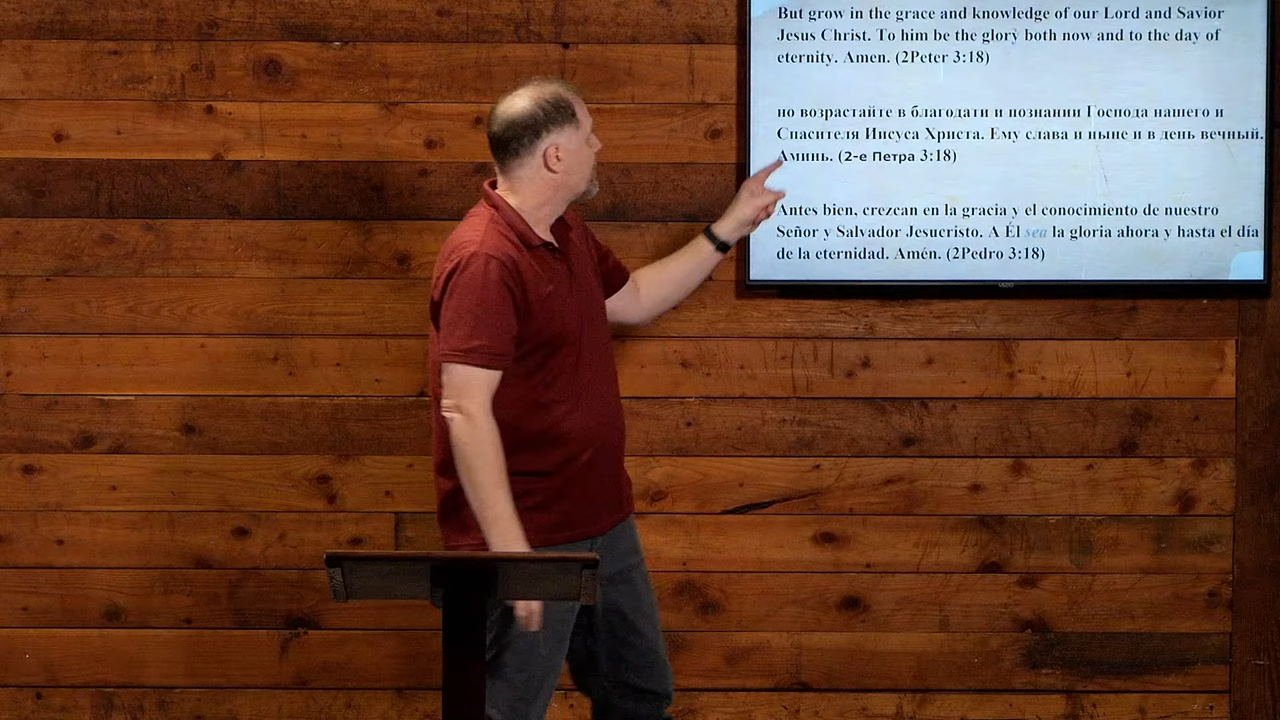 But grow in the grace and knowledge of our Lord and Savior
Jesus Christ. To him be the glory both now and to the day of
eternity. Amen. (2Peter 3:18)
но возрастайте в благодати и познании Господа нашего и
Спасителя Иисуса Христа. Ему слава и ныне и в день вечный.
Аминь. (2-е Петра 3:18)
Antes bien, crezcan en la gracia y el conocimiento de nuestro
Señor y Salvador Jesucristo. A Él sea la gloria ahora y hasta el día
de la eternidad. Amén. (2Pedro 3:18)
VIZIO